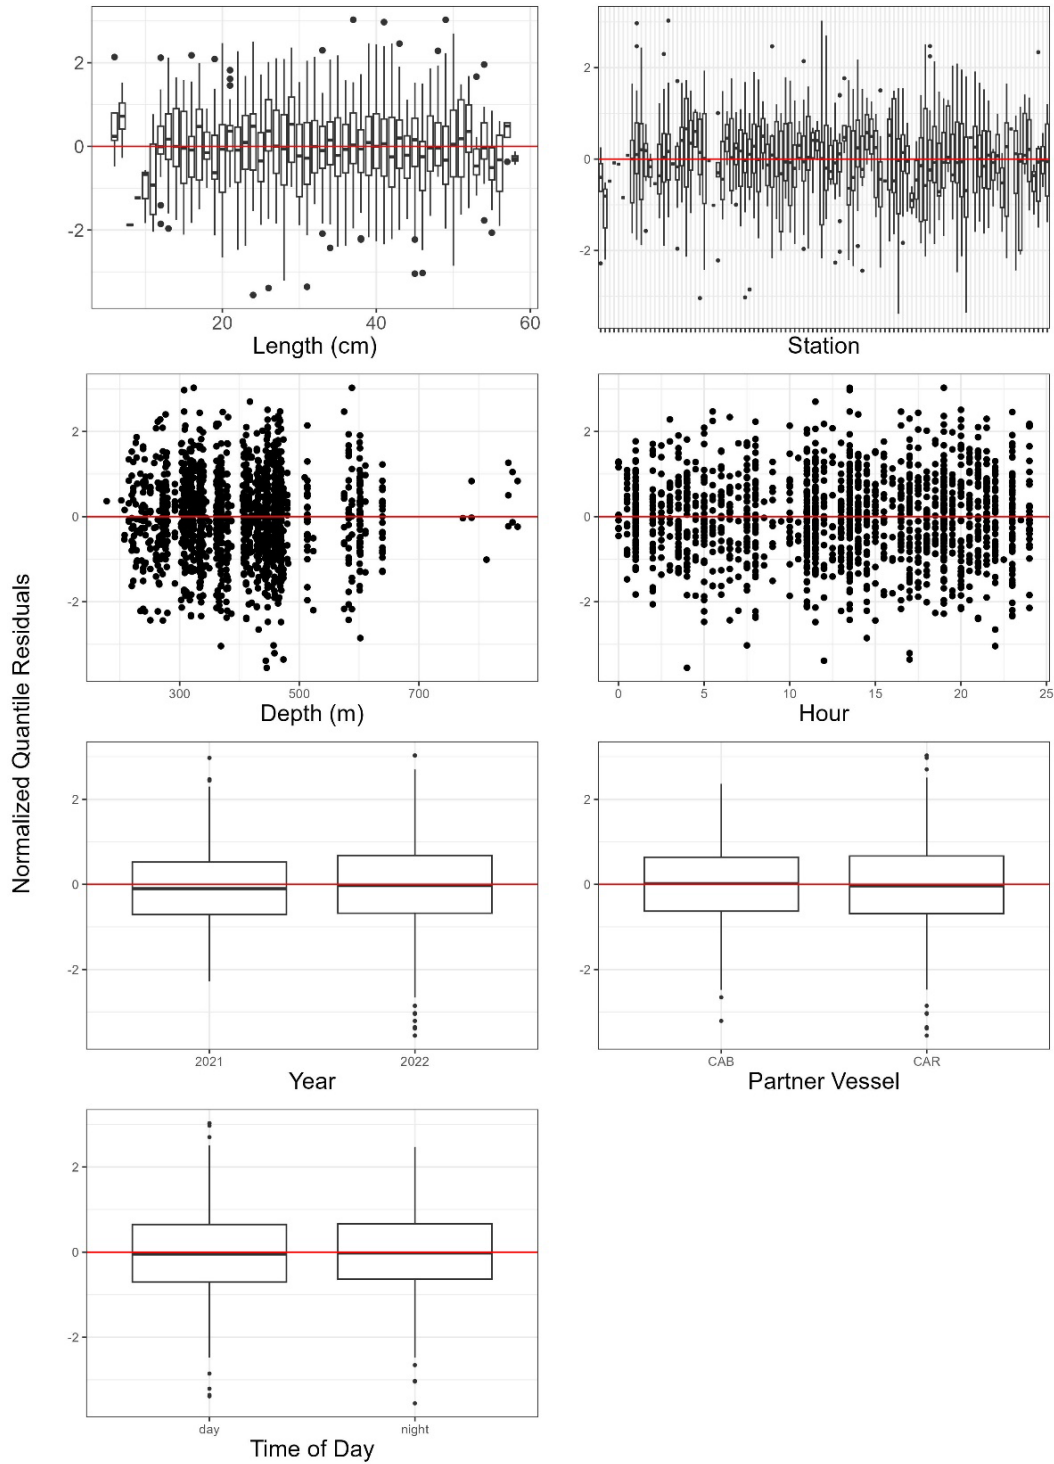 2
0
-2
20
40
60
Length (cm)
2
0
-2
Station
2
0
-2
300
500
700
Depth (m)
2
0
-2
0
5
10
15
20
25
Hour
Normalized Quantile Residuals
2
0
-2
2021
2022
Year
2
0
-2
CAB
CAR
Partner Vessel
2
0
-2
day
night
Time of Day